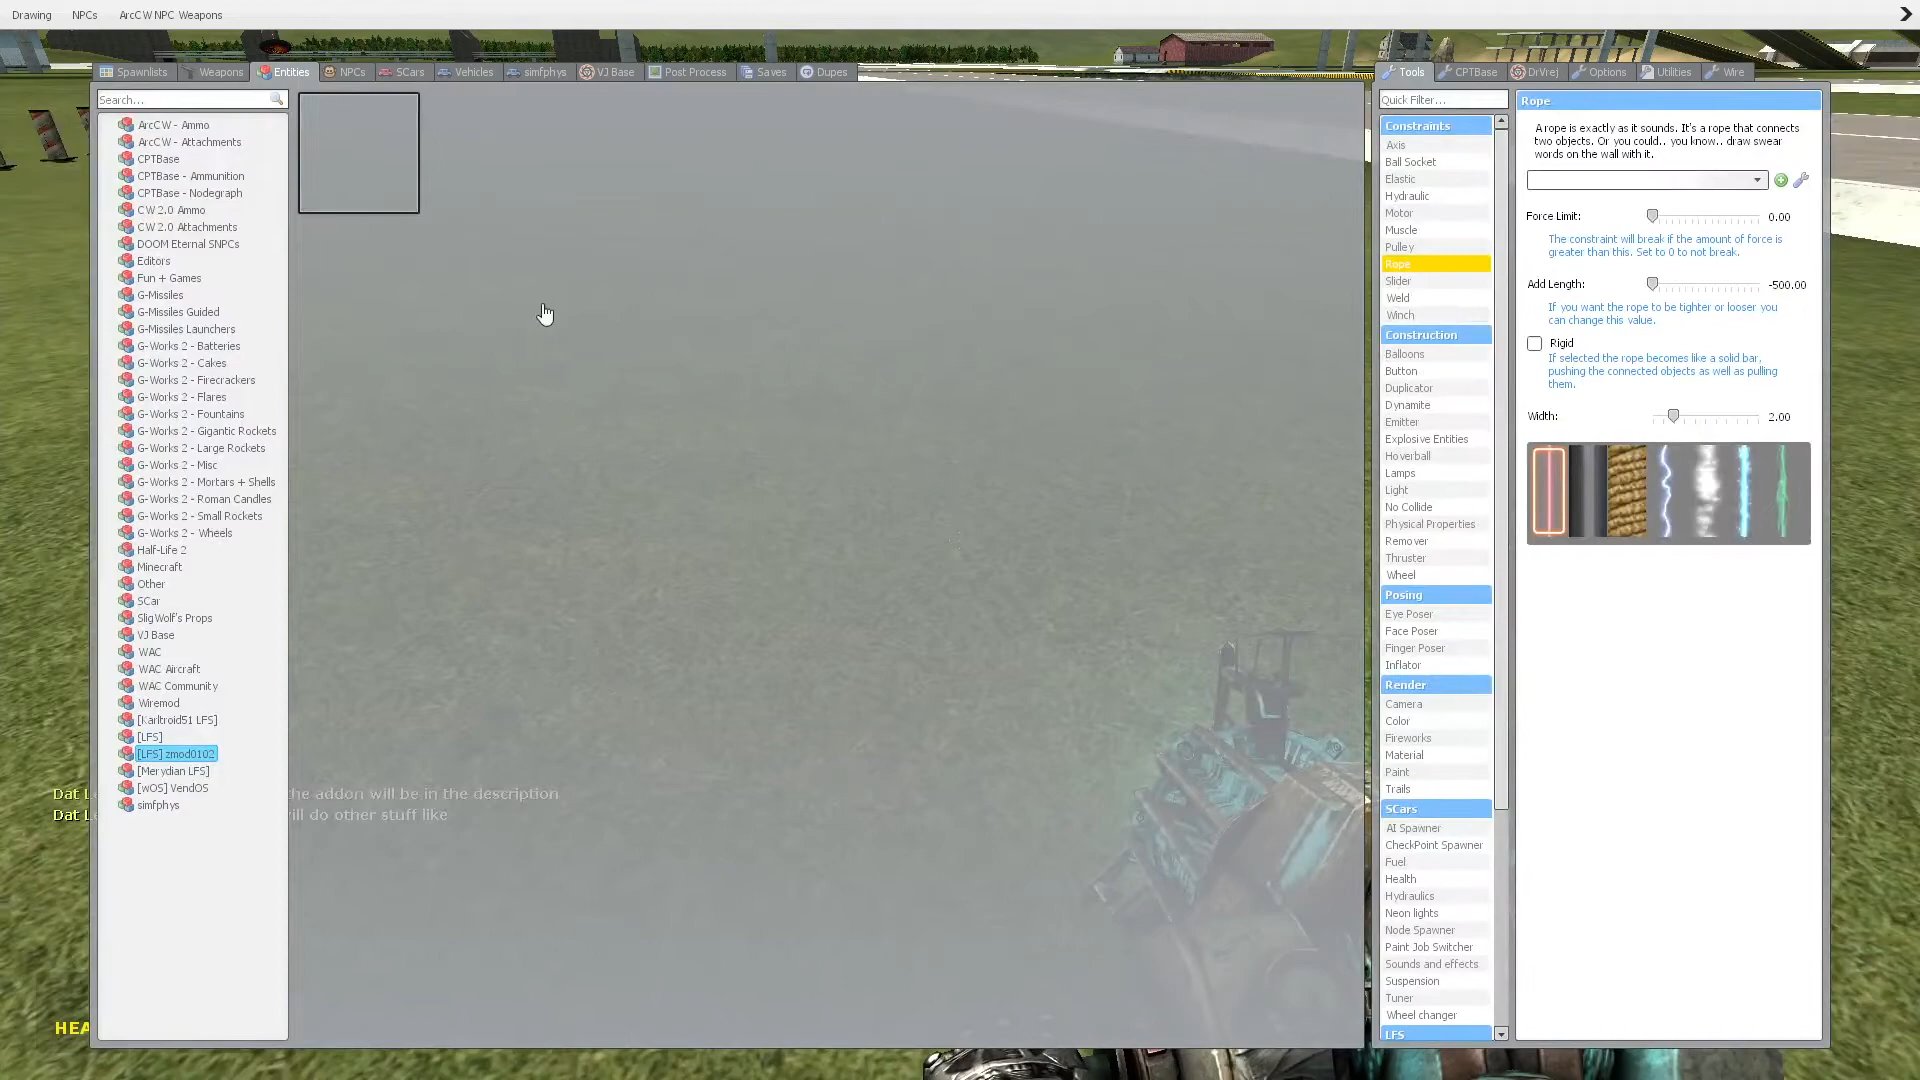 Drawing NPCs ArcCW NPC Weapons
Spawnlists Weapons Entities NPCs SCars Vehicles simfphys VJ Base Post Process Saves Dupes
Search...
ArcCW - Ammo
ArcCW - Attachments
CPTBase
CPTBase - Ammunition
CPTBase - Nodegraph
CW 2.0 Ammo
CW 2.0 Attachments
DOOM Eternal SNPCs
Editors
Fun + Games
G-Missiles
G-Missiles Guided
G-Missiles Launchers
G-Works 2 - Batteries
G-Works 2 - Cakes
G-Works 2 - Firecrackers
G-Works 2 - Flares
G-Works 2 - Fountains
G-Works 2 - Gigantic Rockets
G-Works 2 - Large Rockets
G-Works 2 - Misc
G-Works 2 - Mortars + Shells
G-Works 2 - Roman Candles
G-Works 2 - Small Rockets
G-Works 2 - Wheels
Half-Life 2
Minecraft
Other
SCar
SligWolf's Props
VJ Base
WAC
WAC Aircraft
WAC Community
Wiremod
[Karltroid51 LFS]
[LFS]
[LFS] zmod0102
[Merydian LFS]
[wOS] VendOS
simfphys
Dat L the addon will be in the description
Dat L ill do other stuff like
HEA
Tools CPTBase DrVrej Options Utilities Wire
Quick Filter...
Constraints
Axis
Ball Socket
Elastic
Hydraulic
Motor
Muscle
Pulley
Rope
Slider
Weld
Winch
Construction
Balloons
Button
Duplicator
Dynamite
Emitter
Explosive Entities
Hoverball
Lamps
Light
No Collide
Physical Properties
Remover
Thruster
Wheel
Posing
Eye Poser
Face Poser
Finger Poser
Inflator
Render
Camera
Color
Fireworks
Material
Paint
Trails
SCars
AI Spawner
CheckPoint Spawner
Fuel
Health
Hydraulics
Neon lights
Node Spawner
Paint Job Switcher
Sounds and effects
Suspension
Tuner
Wheel changer
LFS
Rope
A rope is exactly as it sounds. It's a rope that connects
two objects. Or you could.. you know.. draw swear
words on the wall with it.
Force Limit: 0.00
The constraint will break if the amount of force is
greater than this. Set to 0 to not break.
Add Length: -500.00
If you want the rope to be tighter or looser you
can change this value.
Rigid
If selected the rope becomes like a solid bar,
pushing the connected objects as well as pulling
them.
Width: 2.00